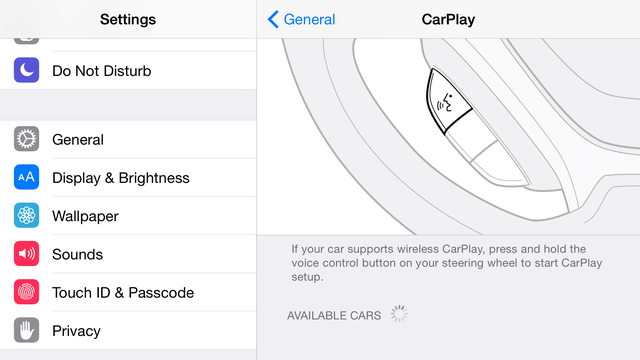 Settings
Do Not Disturb
General
Display & Brightness
Wallpaper
Sounds
Touch ID & Passcode
Privacy
General
CarPlay
If your car supports wireless CarPlay, press and hold the
voice control button on your steering wheel to start CarPlay
setup.
AVAILABLE CARS